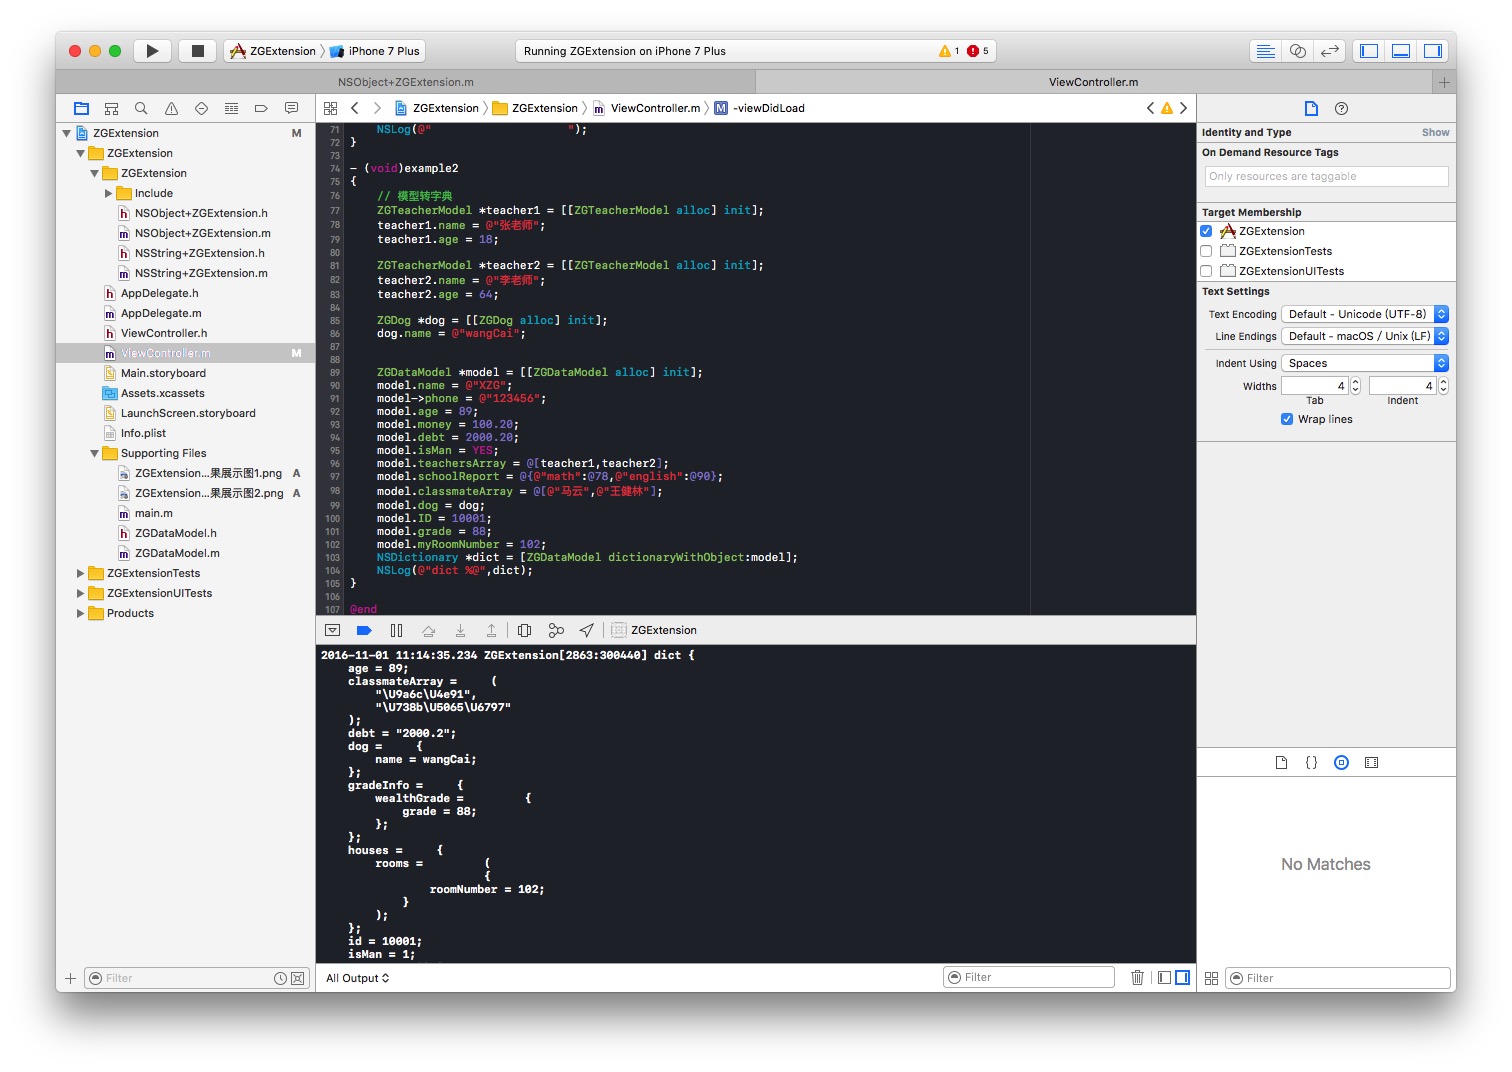 ZGExtension 〉 iPhone 7 Plus
Running ZGExtension on iPhone 7 Plus
1 5
NSObject+ZGExtension.m
ViewController.m
ZGExtension
M
ZGExtension
ZGExtension
Include
NSObject+ZGExtension.h
NSObject+ZGExtension.m
NSString+ZGExtension.h
NSString+ZGExtension.m
AppDelegate.h
AppDelegate.m
ViewController.h
ViewController.m
M
Main.storyboard
Assets.xcassets
LaunchScreen.storyboard
Info.plist
Supporting Files
ZGExtension...果展示图1.png A
ZGExtension...果展示图2.png A
main.m
ZGDataModel.h
ZGDataModel.m
ZGExtensionTests
ZGExtensionUITests
Products
Filter
ZGExtension 〉 ZGExtension 〉 ViewController.m 〉 M -viewDidLoad
71 NSLog(@" ");
72 }
73
74 - (void)example2
75 {
76 // 模型转字典
77 ZGTeacherModel *teacher1 = [[ZGTeacherModel alloc] init];
78 teacher1.name = @"张老师";
79 teacher1.age = 18;
80
81 ZGTeacherModel *teacher2 = [[ZGTeacherModel alloc] init];
82 teacher2.name = @"李老师";
83 teacher2.age = 64;
84
85 ZGDog *dog = [[ZGDog alloc] init];
86 dog.name = @"wangCai";
87
88
89 ZGDataModel *model = [[ZGDataModel alloc] init];
90 model.name = @"XZG";
91 model->phone = @"123456";
92 model.age = 89;
93 model.money = 100.20;
94 model.debt = 2000.20;
95 model.isMan = YES;
96 model.teachersArray = @[teacher1,teacher2];
97 model.schoolReport = @{@"math":@78,@"english":@90};
98 model.classmateArray = @[@"马云",@"王健林"];
99 model.dog = dog;
100 model.ID = 10001;
101 model.grade = 88;
102 model.myRoomNumber = 102;
103 NSDictionary *dict = [ZGDataModel dictionaryWithObject:model];
104 NSLog(@"dict %@",dict);
105 }
106
107 @end
ZGExtension
2016-11-01 11:14:35.234 ZGExtension[2863:300440] dict {
age = 89;
classmateArray = (
"\U9a6c\U4e91",
"\U738b\U5065\U6797"
);
debt = "2000.2";
dog = {
name = wangCai;
};
gradeInfo = {
wealthGrade = {
grade = 88;
};
};
houses = {
rooms = (
{
roomNumber = 102;
}
);
};
id = 10001;
isMan = 1;
All Output
Filter
Identity and Type
Show
On Demand Resource Tags
Only resources are taggable
Target Membership
ZGExtension
ZGExtensionTests
ZGExtensionUITests
Text Settings
Text Encoding Default - Unicode (UTF-8)
Line Endings Default - macOS / Unix (LF)
Indent Using Spaces
Widths 4 4
Tab Indent
Wrap lines
{}
No Matches
Filter